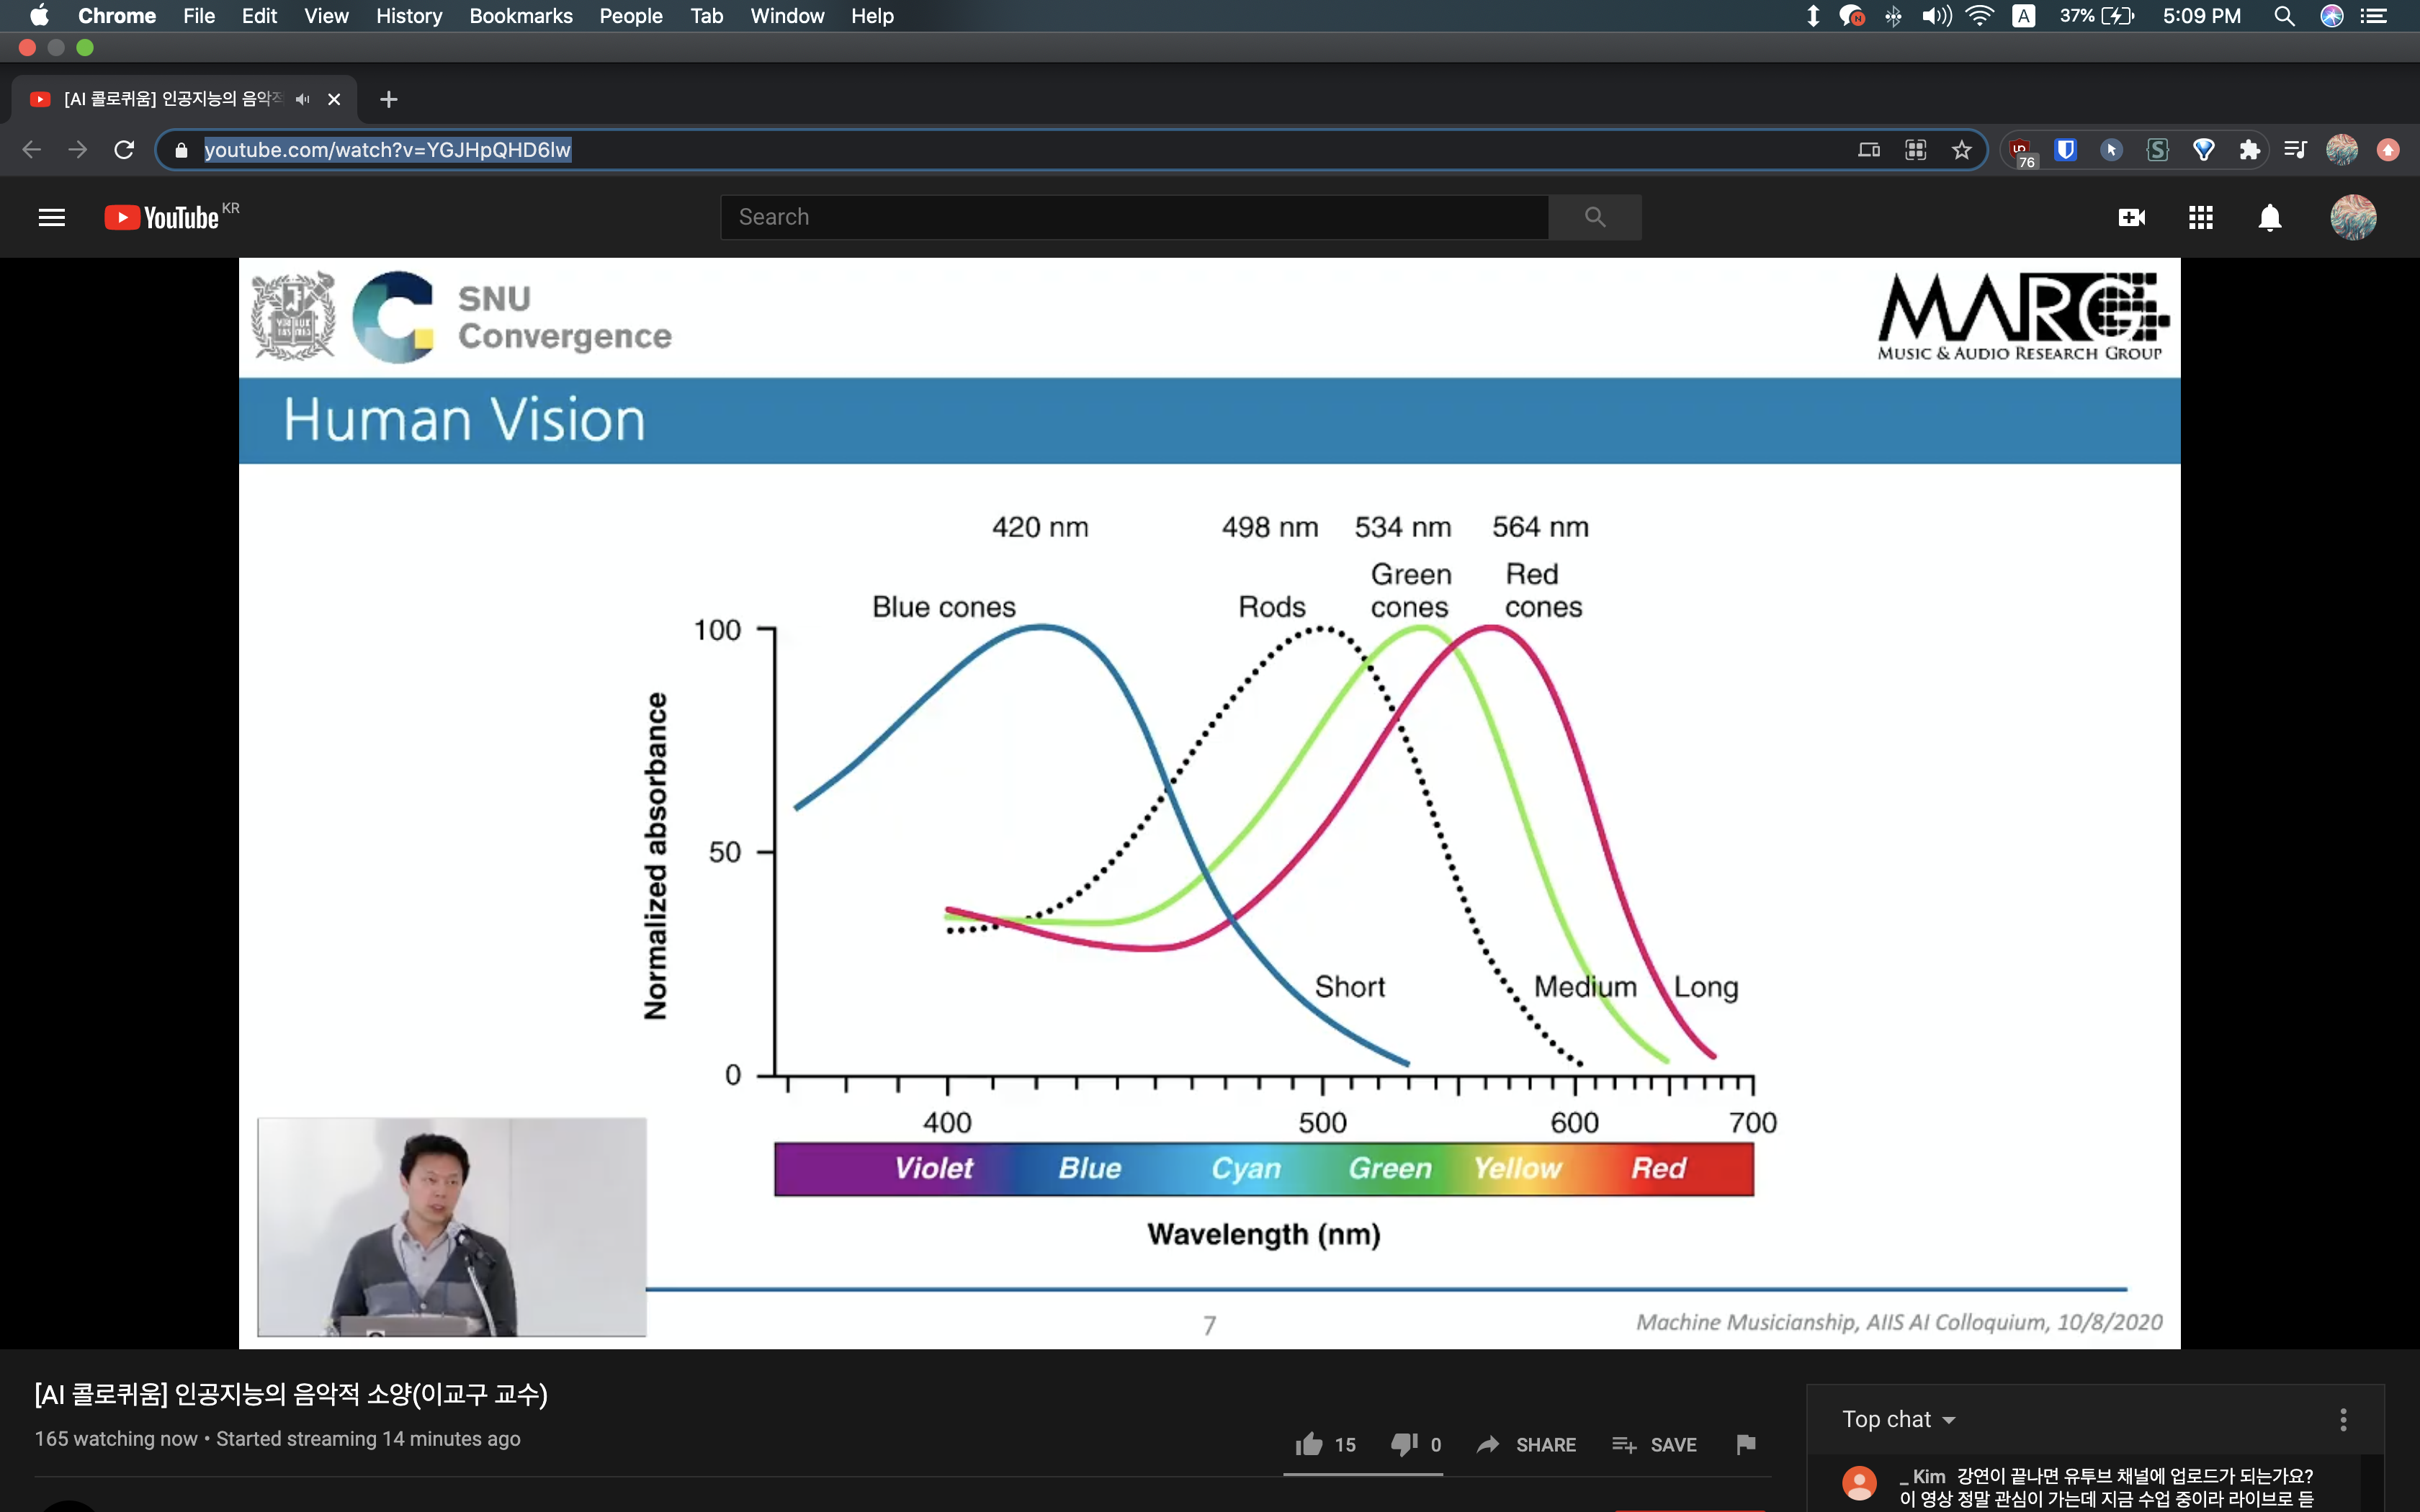 Chrome File Edit View History Bookmarks People Tab Window Help
A 37% 5:09 PM
[AI 콜로퀴움] 인공지능의 음악적
youtube.com/watch?v=YGJHpQHD6lw
76
YouTube KR
Search
SNU
Convergence
MARG
MUSIC & AUDIO RESEARCH GROUP
Human Vision
420 nm 498 nm 534 nm 564 nm
Blue cones
Rods
Green
cones
Red
cones
Normalized absorbance
100
50
0
Short Medium Long
400 500 600 700
Violet Blue Cyan Green Yellow Red
Wavelength (nm)
7
Machine Musicianship, AIIS AI Colloquium, 10/8/2020
[AI 콜로퀴움] 인공지능의 음악적 소양(이교구 교수)
165 watching now • Started streaming 14 minutes ago
15 0 SHARE SAVE
Top chat
_ Kim 강연이 끝나면 유투브 채널에 업로드가 되는가요?
이 영상 정말 관심이 가는데 지금 수업 중이라 라이브로 듣